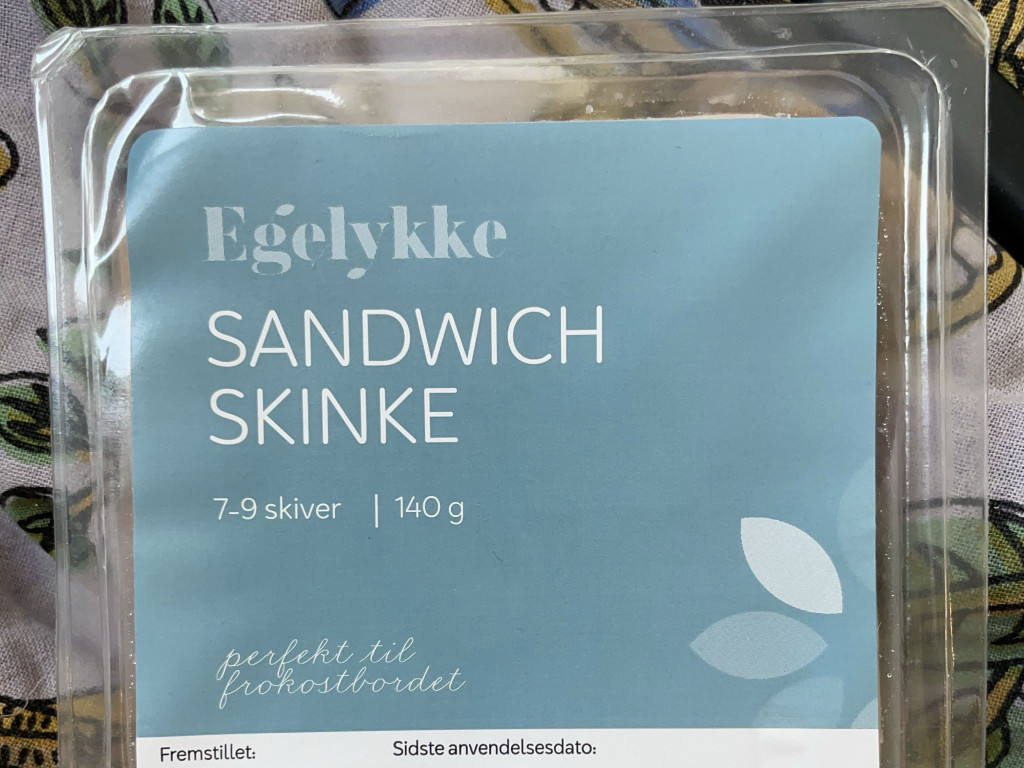 Egelykke
SANDWICH
SKINKE
7-9 skiver | 140 g
perfekt til
frokostbordet
Fremstillet: Sidste anvendelsesdato: